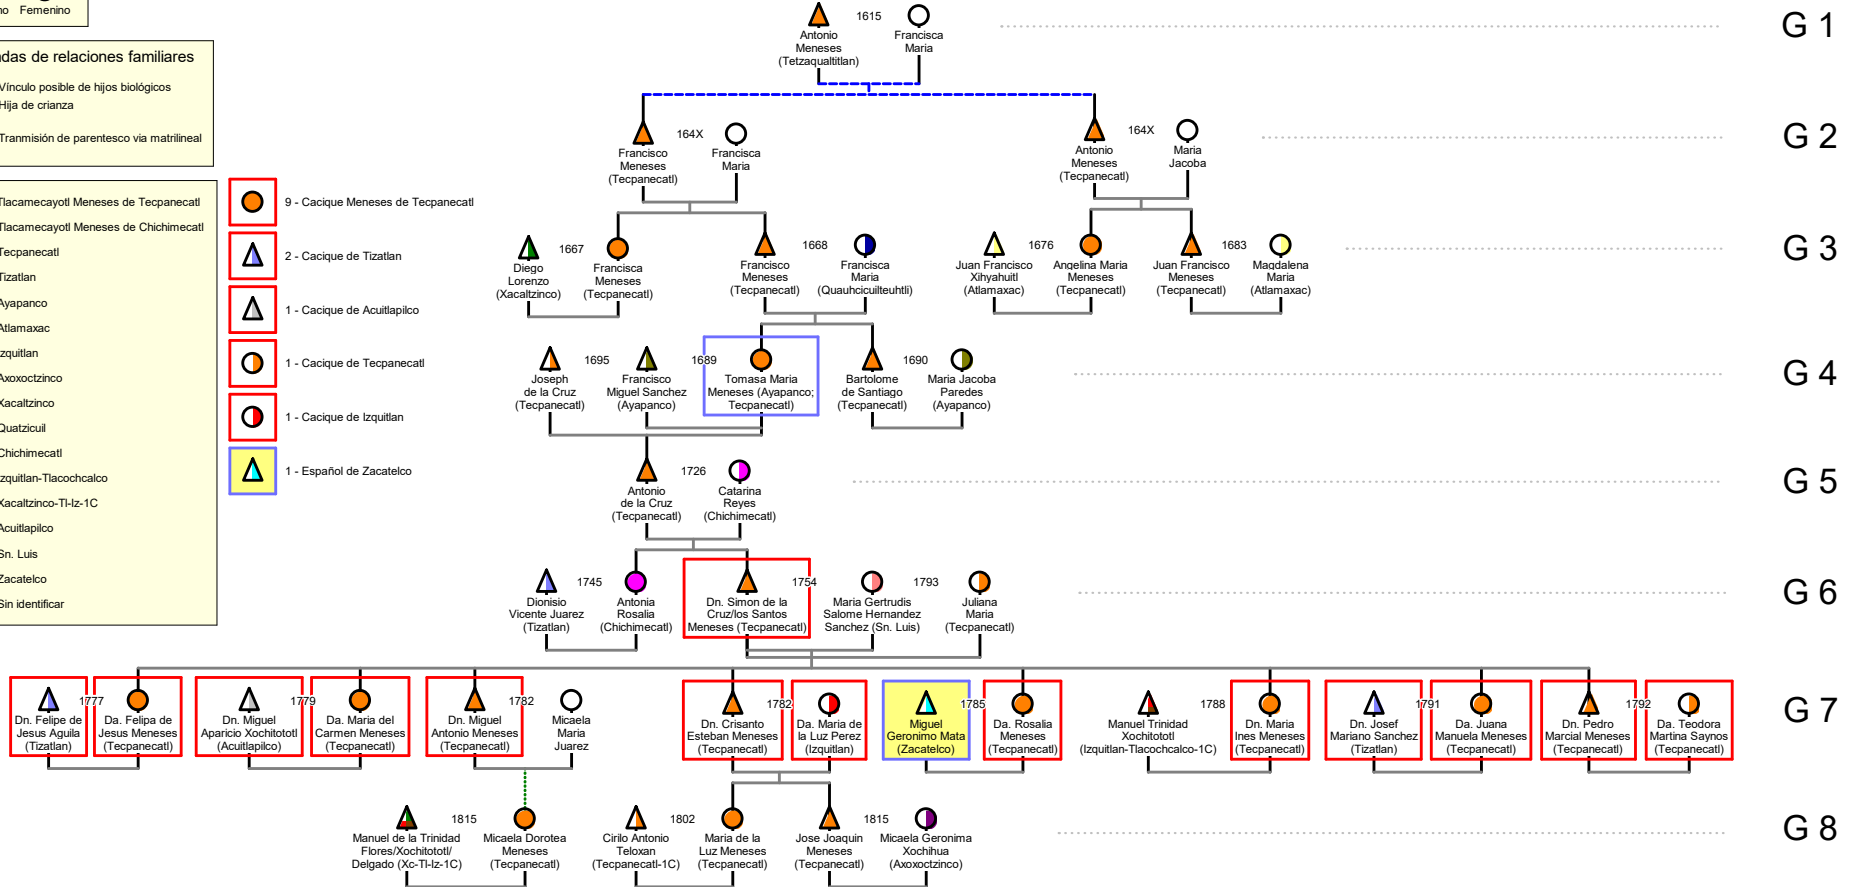 Femenino
Vínculo posible de hijos biológicos
Hija de crianza
9 - Cacique Meneses de Tecpanecatl
2 - Cacique de Tizatlan
1 - Cacique de Acuitlapilco
1 - Cacique de Tecpanecatl
1 - Cacique de Izquitlan
1 - Español de Zacatelco
das de relaciones familiares
Tranmisión de parentesco via matrilineal
Tlacamecayotl Meneses de Tecpanecatl
Tlacamecayotl Meneses de Chichimecatl
Tecpanecatl
Tizatlan
Ayapanco
Atlamaxac
zquitlan
Axoxoctzinco
Xacaltzinco
Quatzicuil
Chichimecatl
zquitlan-Tlacochcalco
Xacaltzinco-Tl-Iz-1C
Acuitlapilco
Sn. Luis
Zacatelco
Sin identificar
G 1
1615
Antonio
Meneses
(Tetzaqualtitlan)
Francisca
Maria
G 2
164X
Francisco
Meneses
(Tecpanecatl)
Francisca
Maria
164X
Antonio
Meneses
(Tecpanecatl)
Maria
Jacoba
G 3
1667
Diego
Lorenzo
(Xacaltzinco)
Francisca
Meneses
(Tecpanecatl)
1668
Francisco
Meneses
(Tecpanecatl)
Francisca
Maria
(Quauhcicuilteuhtli)
1676
Juan Francisco
Xihyahuitl
(Atlamaxac)
Angelina Maria
Meneses
(Tecpanecatl)
1683
Juan Francisco
Meneses
(Tecpanecatl)
Magdalena
Maria
(Atlamaxac)
G 4
1695
Joseph
de la Cruz
(Tecpanecatl)
1689
Francisco
Miguel Sanchez
(Ayapanco)
Tomasa Maria
Meneses (Ayapanco;
Tecpanecatl)
1690
Bartolome
de Santiago
(Tecpanecatl)
Maria Jacoba
Paredes
(Ayapanco)
G 5
1726
Antonio
de la Cruz
(Tecpanecatl)
Catarina
Reyes
(Chichimecatl)
G 6
1745
Dionisio
Vicente Juarez
(Tizatlan)
Antonia
Rosalia
(Chichimecatl)
1754
Dn. Simon de la
Cruz/los Santos
Meneses (Tecpanecatl)
Maria Gertrudis
Salome Hernandez
Sanchez (Sn. Luis)
1793
Juliana
Maria
(Tecpanecatl)
G 7
1777
Dn. Felipe de
Jesus Aguila
(Tizatlan)
Da. Felipa de
Jesus Meneses
(Tecpanecatl)
1779
Dn. Miguel
Aparicio Xochitototl
(Acuitlapilco)
Da. Maria del
Carmen Meneses
(Tecpanecatl)
1782
Dn. Miguel
Antonio Meneses
(Tecpanecatl)
Micaela
Maria
Juarez
1782
Dn. Crisanto
Esteban Meneses
(Tecpanecatl)
Da. Maria de
la Luz Perez
(Izquitlan)
1785
Miguel
Geronimo Mata
(Zacatelco)
Da. Rosalia
Meneses
(Tecpanecatl)
1788
Manuel Trinidad
Xochitototl
(Izquitlan-Tlacochcalco-1C)
Dn. Maria
Ines Meneses
(Tecpanecatl)
1791
Dn. Josef
Mariano Sanchez
(Tizatlan)
Da. Juana
Manuela Meneses
(Tecpanecatl)
1792
Dn. Pedro
Marcial Meneses
(Tecpanecatl)
Da. Teodora
Martina Saynos
(Tecpanecatl)
G 8
1815
Manuel de la Trinidad
Flores/Xochitototl/
Delgado (Xc-Tl-Iz-1C)
Micaela Dorotea
Meneses
(Tecpanecatl)
1802
Cirilo Antonio
Teloxan
(Tecpanecatl-1C)
Maria de la
Luz Meneses
(Tecpanecatl)
1815
Jose Joaquin
Meneses
(Tecpanecatl)
Micaela Geronima
Xochihua
(Axoxoctzinco)